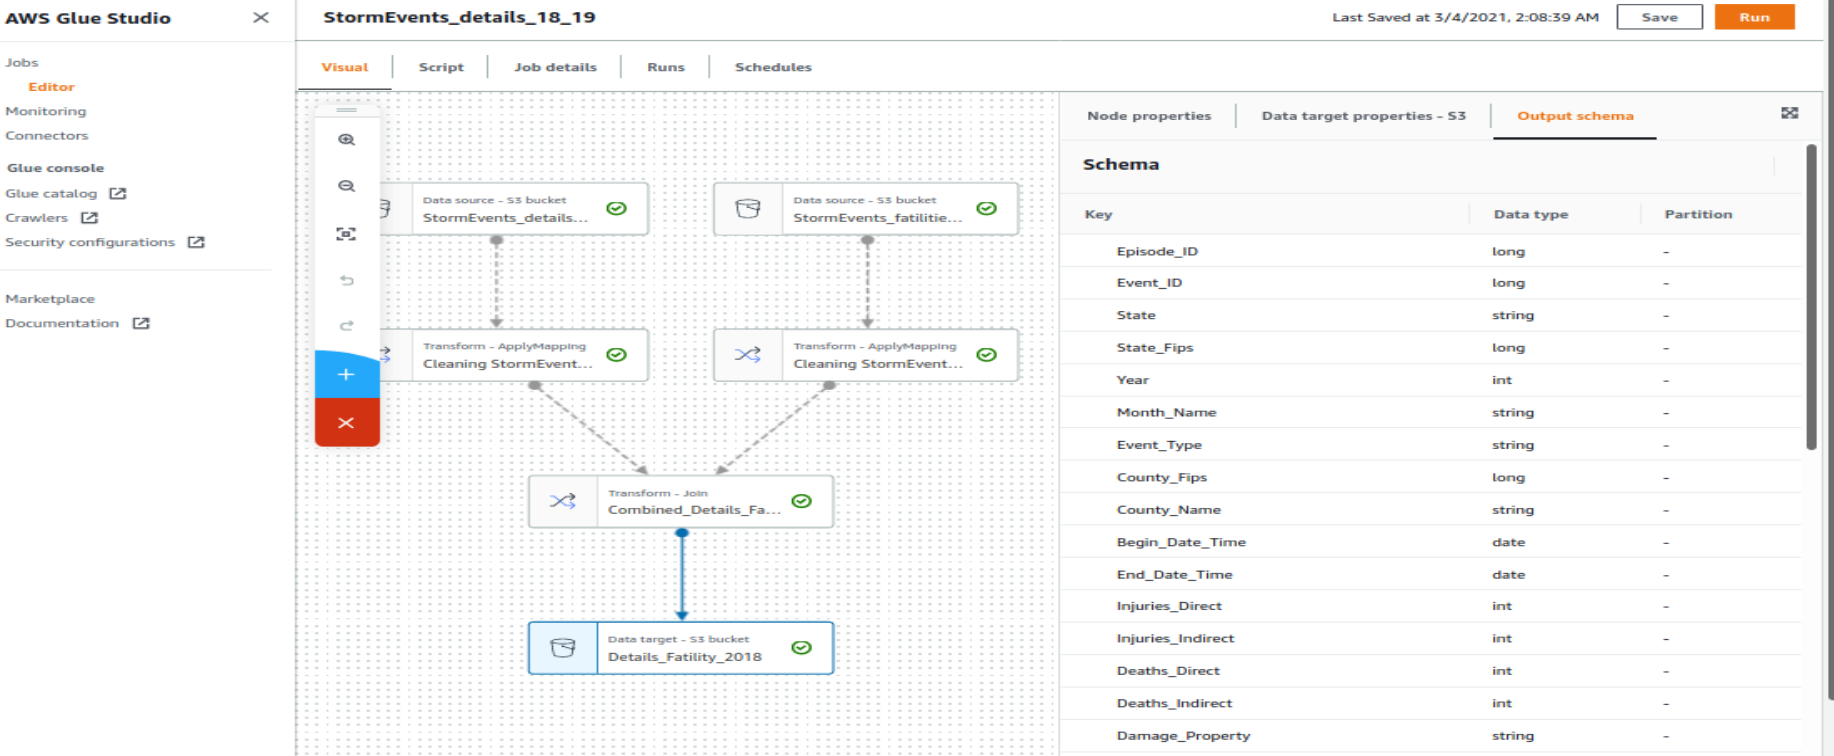 AWS Glue Studio
Jobs
Editor
Monitoring
Connectors
Glue console
Glue catalog
Crawlers
Security configurations
Marketplace
Documentation
StormEvents_details_18_19
Last Saved at 3/4/2021, 2:08:39 AM
Save
Run
Visual
Script
Job details
Runs
Schedules
Data source - S3 bucket
StormEvents_details...
Data source - S3 bucket
StormEvents_fatilitie...
Transform - ApplyMapping
Cleaning StormEvent...
Transform - ApplyMapping
Cleaning StormEvent...
Transform - Join
Combined_Details_Fa...
Data target - S3 bucket
Details_Fatility_2018
Node properties
Data target properties - S3
Output schema
Schema
Key Data type Partition
Episode_ID long -
Event_ID long -
State string -
State_Fips long -
Year int -
Month_Name string -
Event_Type string -
County_Fips long -
County_Name string -
Begin_Date_Time date -
End_Date_Time date -
Injuries_Direct int -
Injuries_Indirect int -
Deaths_Direct int -
Deaths_Indirect int -
Damage_Property string -